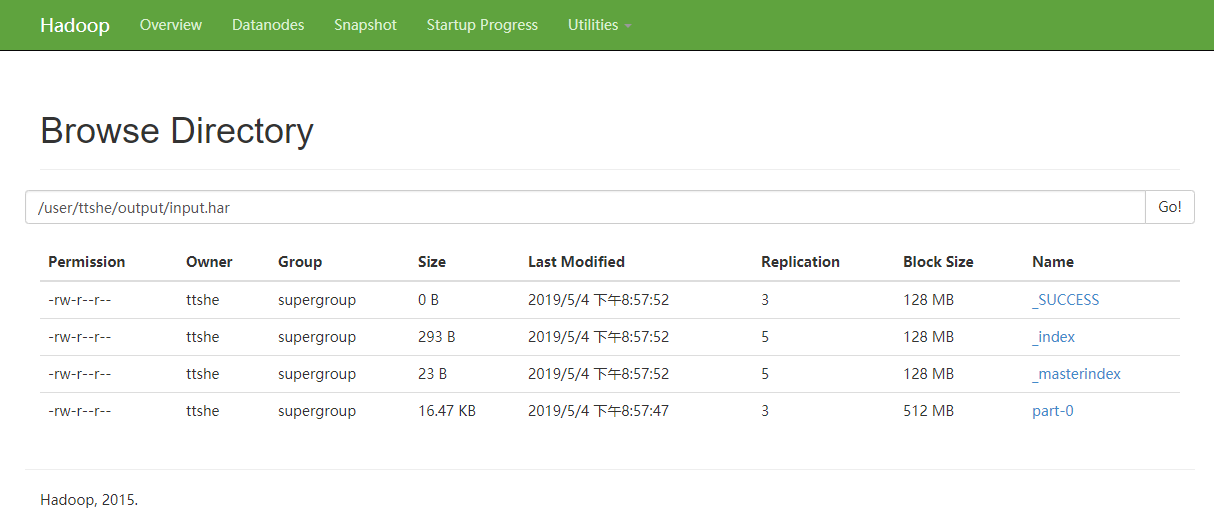 Hadoop Overview Datanodes Snapshot Startup Progress Utilities
Browse Directory
/user/ttshe/output/input.har Go!
Permission Owner Group Size Last Modified Replication Block Size Name
-rw-r--r-- ttshe supergroup 0 B 2019/5/4 下午8:57:52 3 128 MB _SUCCESS
-rw-r--r-- ttshe supergroup 293 B 2019/5/4 下午8:57:52 5 128 MB _index
-rw-r--r-- ttshe supergroup 23 B 2019/5/4 下午8:57:52 5 128 MB _masterindex
-rw-r--r-- ttshe supergroup 16.47 KB 2019/5/4 下午8:57:47 3 512 MB part-0
Hadoop, 2015.